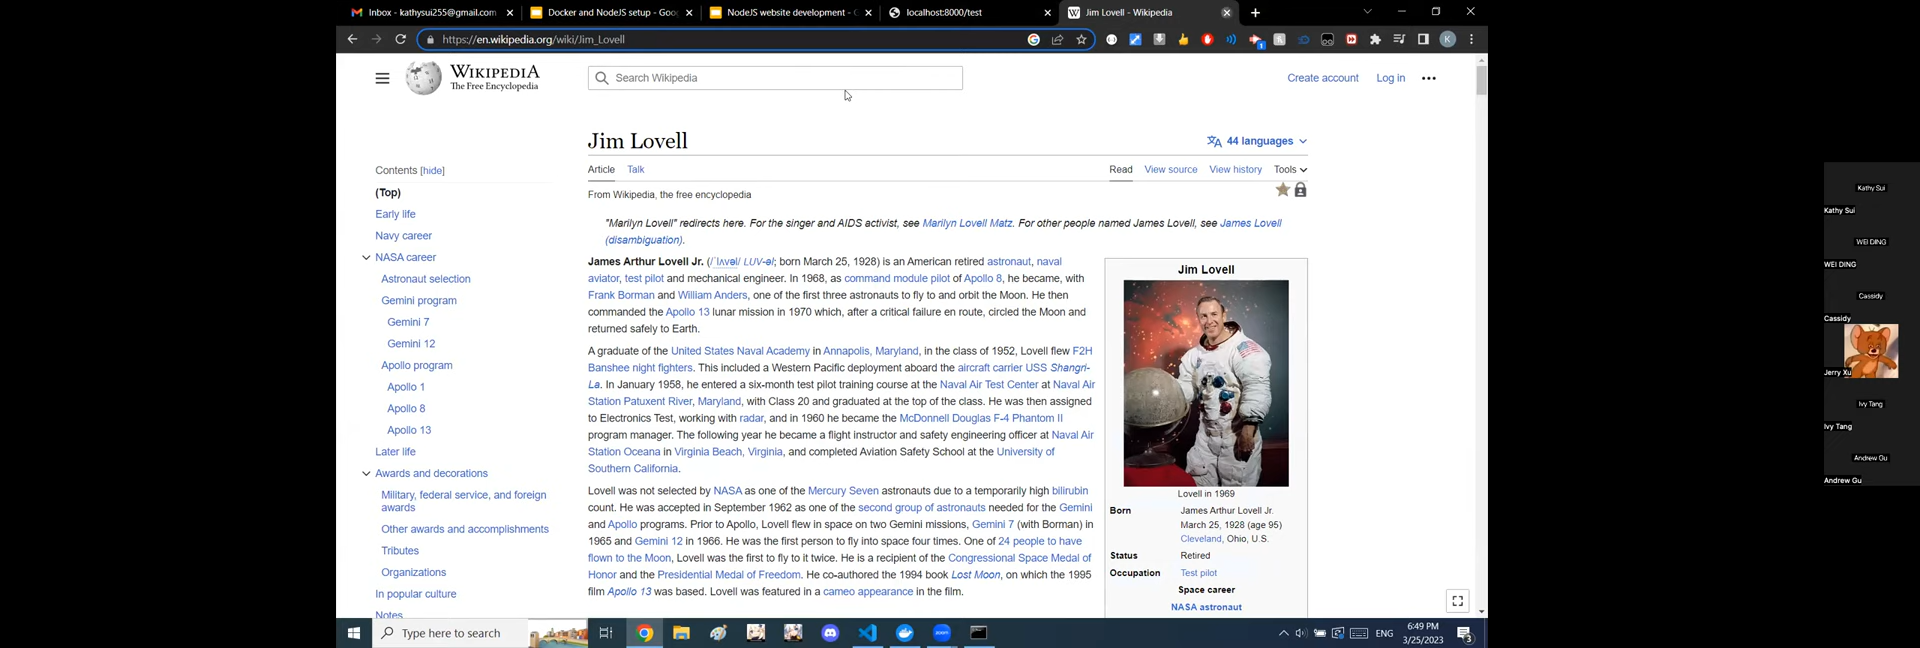 Inbox - kathysui255@gmail.com
Docker and NodeJS setup - Goo
NodeJS website development - G
localhost:8000/test
Jim Lovell - Wikipedia
https://en.wikipedia.org/wiki/Jim_Lovell
K
WIKIPEDIA
The Free Encyclopedia
Search Wikipedia
Create account
Log in
Jim Lovell
44 languages
Article
Talk
Read
View source
View history
Tools
From Wikipedia, the free encyclopedia
Contents [hide]
(Top)
Early life
Navy career
NASA career
Astronaut selection
Gemini program
Gemini 7
Gemini 12
Apollo program
Apollo 1
Apollo 8
Apollo 13
Later life
Awards and decorations
Military, federal service, and foreign
awards
Other awards and accomplishments
Tributes
Organizations
In popular culture
Notes
"Marilyn Lovell" redirects here. For the singer and AIDS activist, see Marilyn Lovell Matz. For other people named James Lovell, see James Lovell
(disambiguation).
James Arthur Lovell Jr. (/ˈlʌvəl/ LUV-əl; born March 25, 1928) is an American retired astronaut, naval
aviator, test pilot and mechanical engineer. In 1968, as command module pilot of Apollo 8, he became, with
Frank Borman and William Anders, one of the first three astronauts to fly to and orbit the Moon. He then
commanded the Apollo 13 lunar mission in 1970 which, after a critical failure en route, circled the Moon and
returned safely to Earth.
A graduate of the United States Naval Academy in Annapolis, Maryland, in the class of 1952, Lovell flew F2H
Banshee night fighters. This included a Western Pacific deployment aboard the aircraft carrier USS Shangri-
La. In January 1958, he entered a six-month test pilot training course at the Naval Air Test Center at Naval Air
Station Patuxent River, Maryland, with Class 20 and graduated at the top of the class. He was then assigned
to Electronics Test, working with radar, and in 1960 he became the McDonnell Douglas F-4 Phantom II
program manager. The following year he became a flight instructor and safety engineering officer at Naval Air
Station Oceana in Virginia Beach, Virginia, and completed Aviation Safety School at the University of
Southern California.
Lovell was not selected by NASA as one of the Mercury Seven astronauts due to a temporarily high bilirubin
count. He was accepted in September 1962 as one of the second group of astronauts needed for the Gemini
and Apollo programs. Prior to Apollo, Lovell flew in space on two Gemini missions, Gemini 7 (with Borman) in
1965 and Gemini 12 in 1966. He was the first person to fly into space four times. One of 24 people to have
flown to the Moon, Lovell was the first to fly to it twice. He is a recipient of the Congressional Space Medal of
Honor and the Presidential Medal of Freedom. He co-authored the 1994 book Lost Moon, on which the 1995
film Apollo 13 was based. Lovell was featured in a cameo appearance in the film.
Jim Lovell
Lovell in 1969
Born
James Arthur Lovell Jr.
March 25, 1928 (age 95)
Cleveland, Ohio, U.S.
Status
Retired
Occupation
Test pilot
Space career
NASA astronaut
Type here to search
ENG
6:49 PM
3/25/2023
3
Kathy Sui
Kathy Sui
WEI DING
WEI DING
Cassidy
Cassidy
Jerry Xu
Ivy Tang
Ivy Tang
Andrew Gu
Andrew Gu